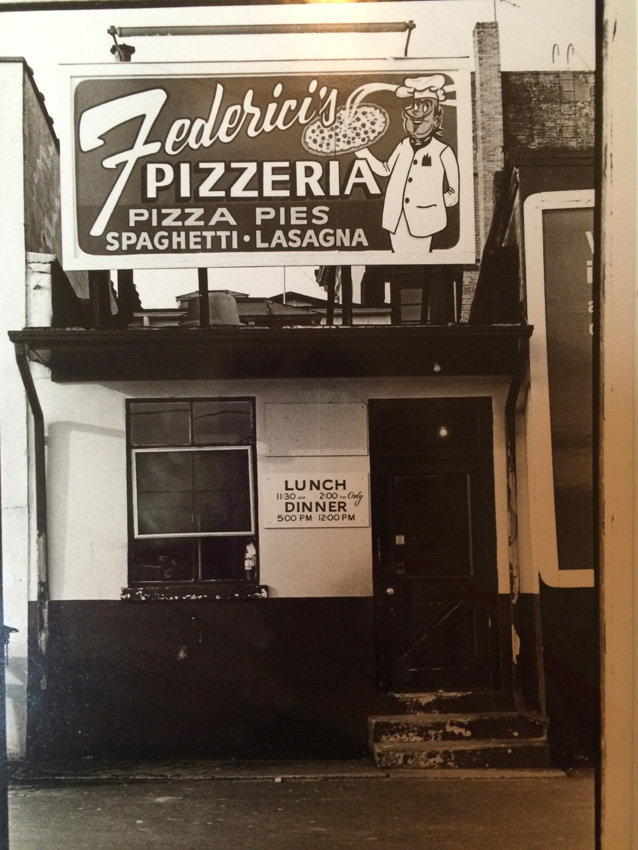 Federici's
PIZZERIA
PIZZA PIES
SPAGHETTI • LASAGNA
LUNCH
11:30 AM 2:00 PM Only
DINNER
5:00 PM 12:00 PM